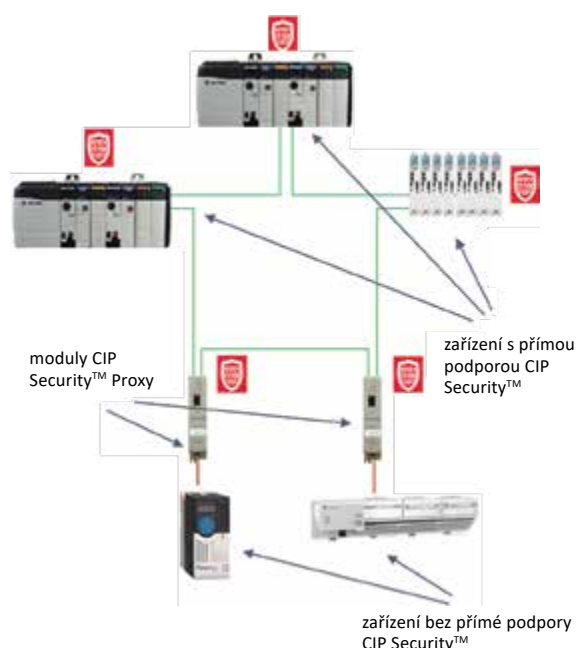 zařízení s přímou
podporou CIP
Security™
moduly CIP
Security™ Proxy
zařízení bez přímé podpory
CIP Security™